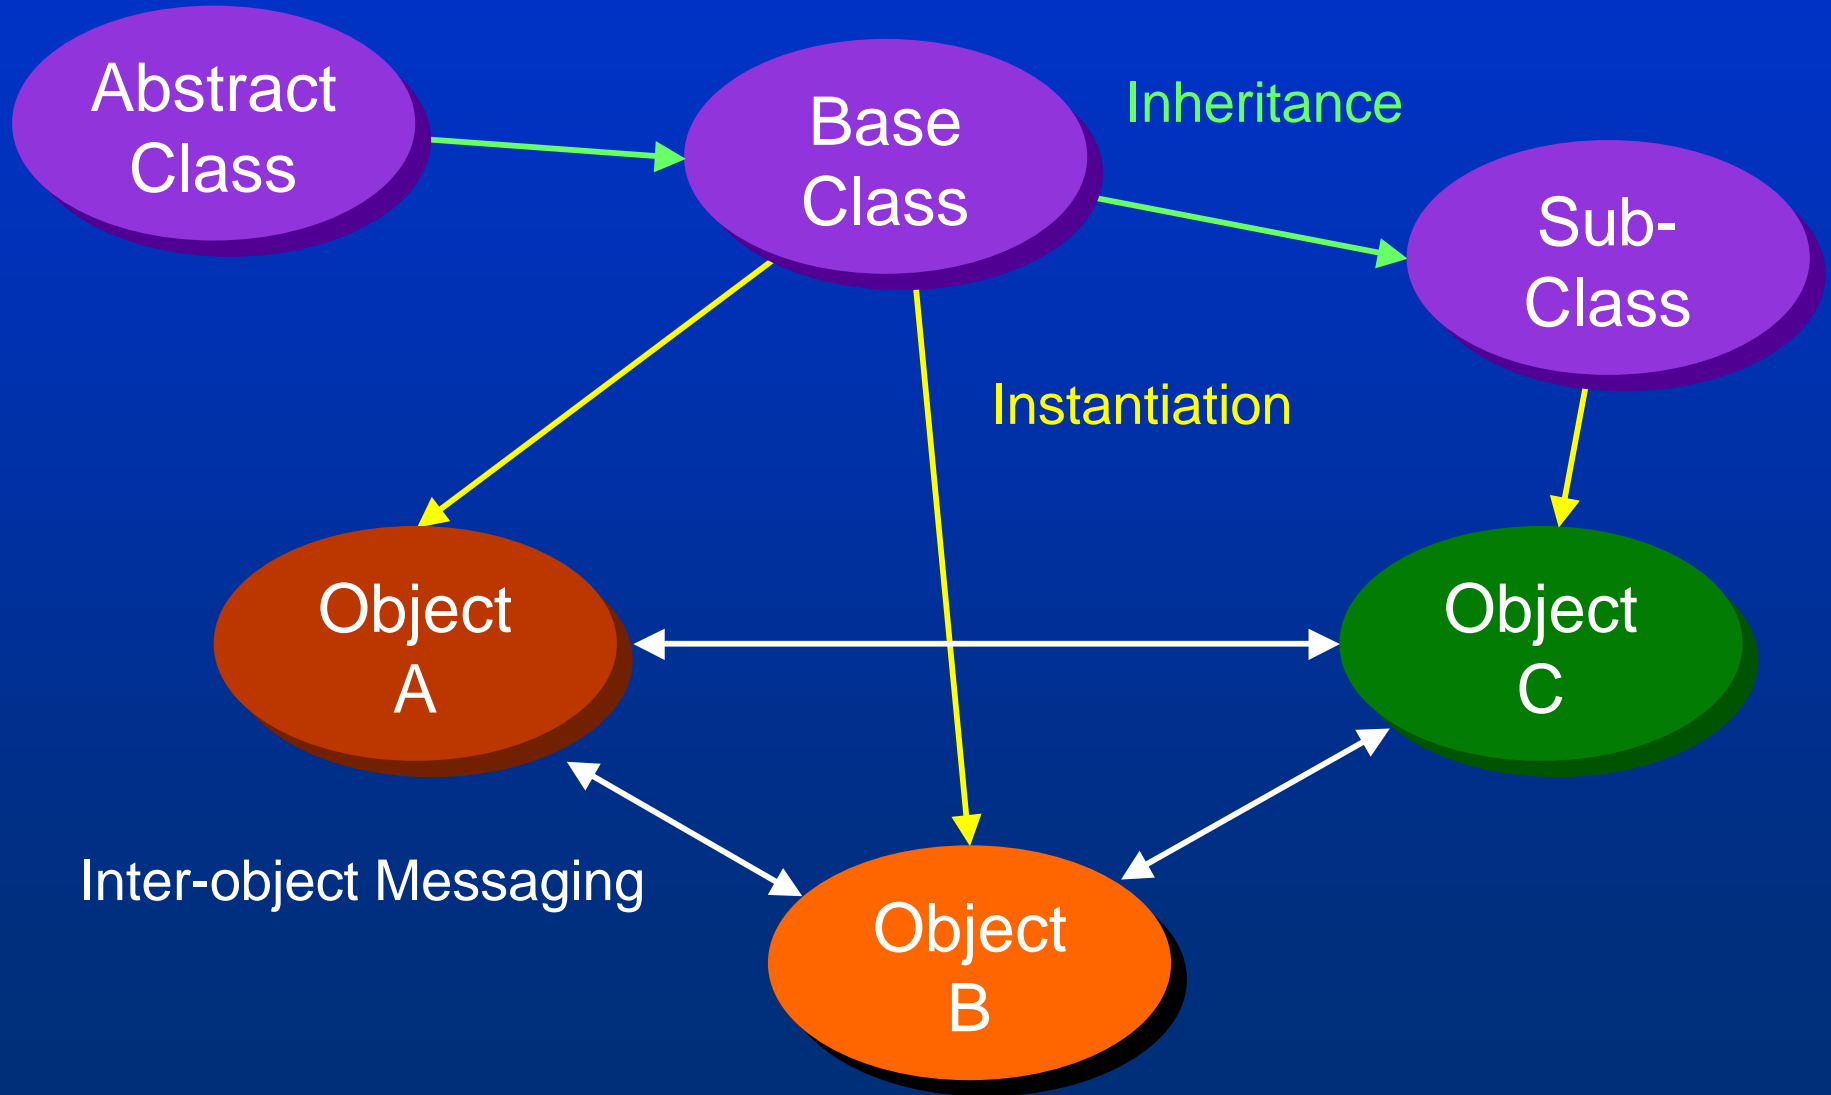 Abstract
Class
Base
Class
Inheritance
Sub-
Class
Instantiation
Object
A
Object
C
Inter-object Messaging
Object
B